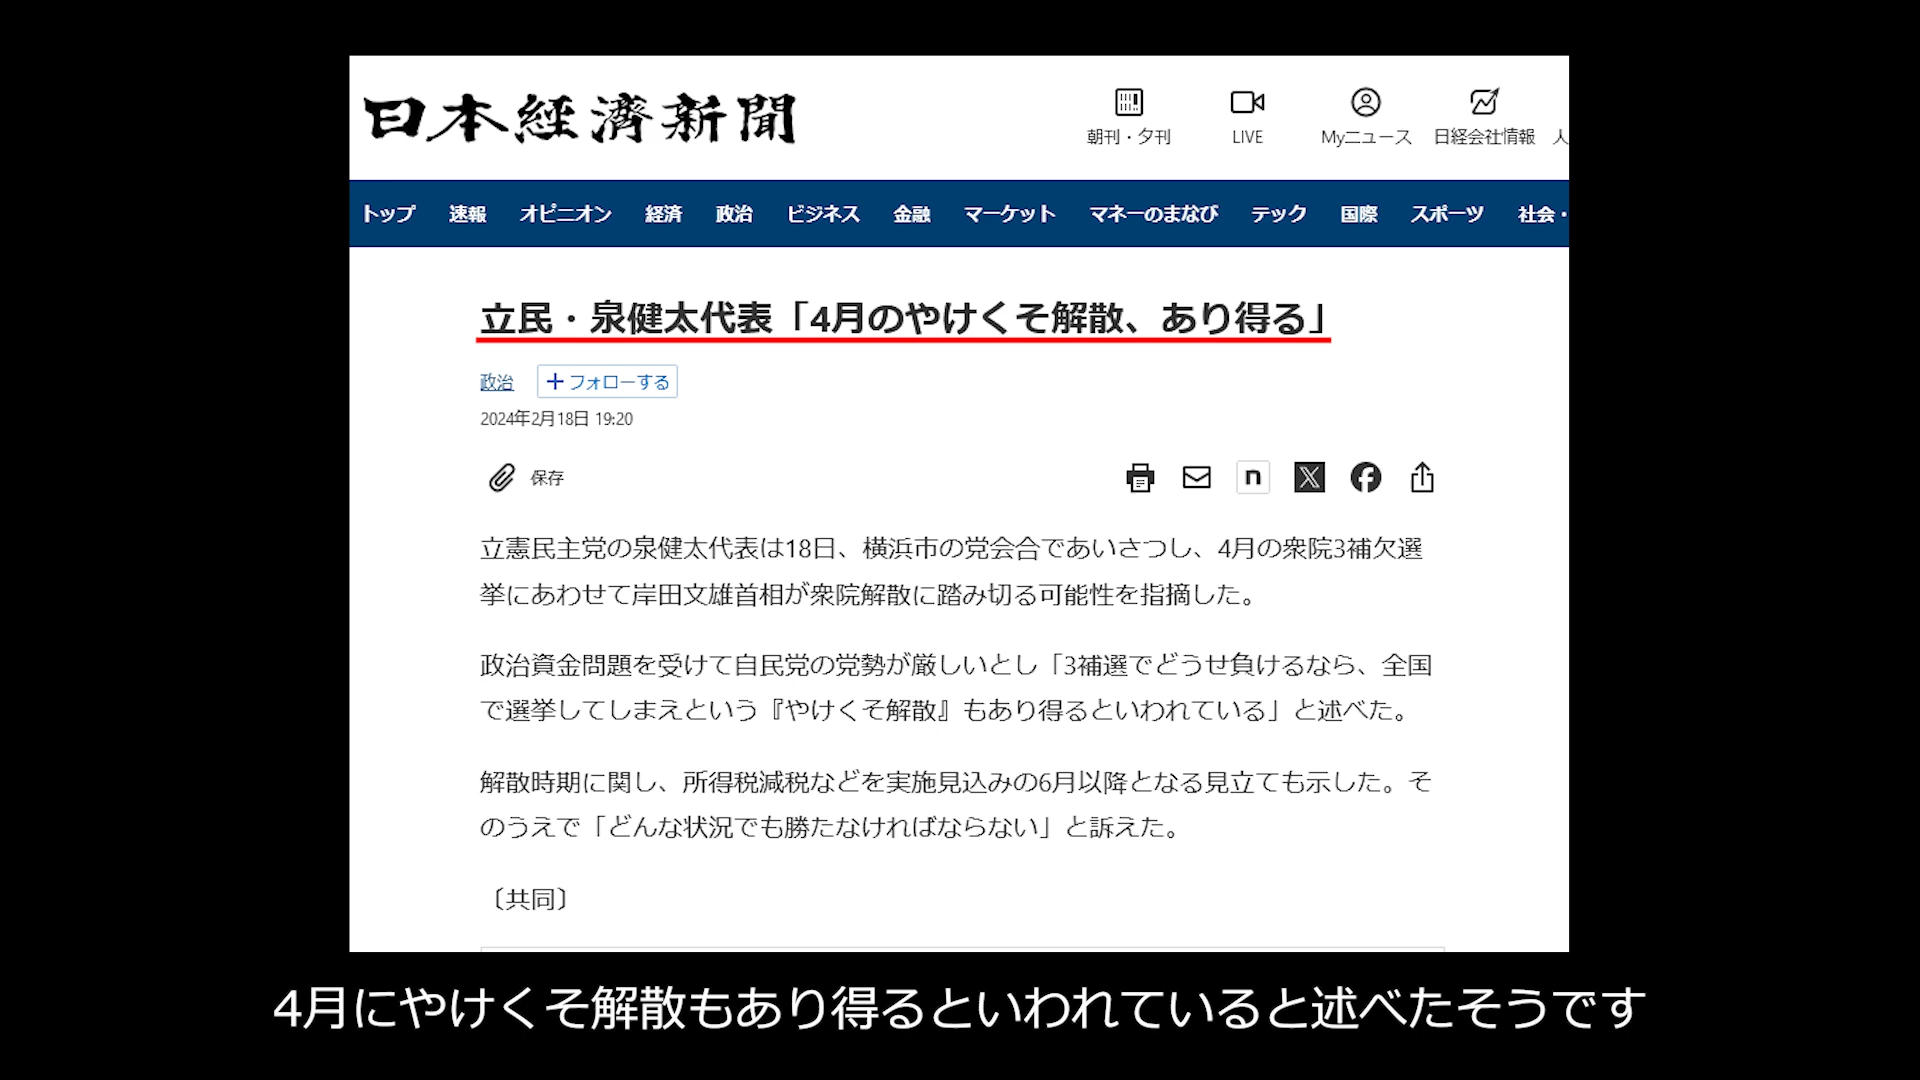 日本経済新聞
朝刊・夕刊 LIVE Myニュース 日経会社情報 人
トップ 速報 オピニオン 経済 政治 ビジネス 金融 マーケット マネーのまなび テック 国際 スポーツ 社会・
立民・泉健太代表「4月のやけくそ解散、あり得る」
政治 +フォローする
2024年2月18日 19:20
保存
立憲民主党の泉健太代表は18日、横浜市の党会合であいさつし、4月の衆院3補欠選
挙にあわせて岸田文雄首相が衆院解散に踏み切る可能性を指摘した。
政治資金問題を受けて自民党の党勢が厳しいとし「3補選でどうせ負けるなら、全国
で選挙してしまえという『やけくそ解散』もあり得るといわれている」と述べた。
解散時期に関し、所得税減税などを実施見込みの6月以降となる見立ても示した。そ
のうえで「どんな状況でも勝たなければならない」と訴えた。
〔共同〕
4月にやけくそ解散もあり得るといわれていると述べたそうです